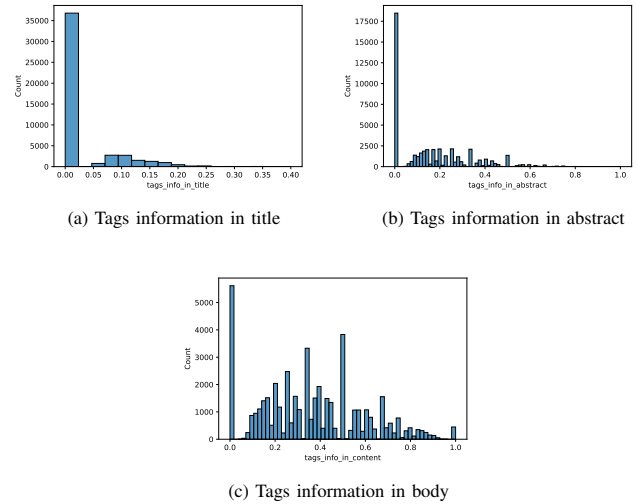 35000
30000
25000
20000
15000
10000
5000
0
Count
0.00 0.05 0.10 0.15 0.20 0.25 0.30 0.35 0.40
tags_info_in_title
(a) Tags information in title
17500
15000
12500
10000
7500
5000
2500
0
Count
0.0 0.2 0.4 0.6 0.8 1.0
tags_info_in_abstract
(b) Tags information in abstract
5000
4000
3000
2000
1000
0
Count
0.0 0.2 0.4 0.6 0.8 1.0
tags_info_in_content
(c) Tags information in body